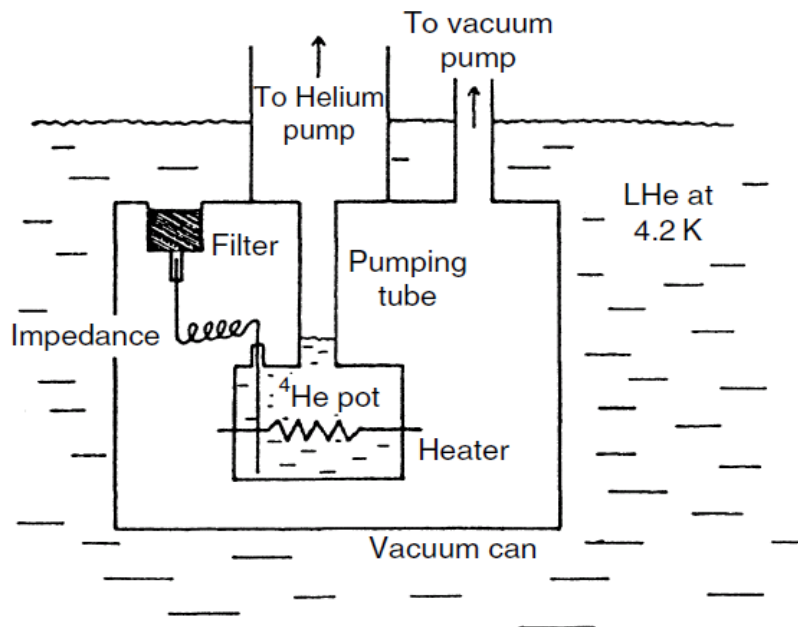 To vacuum
pump
To Helium
pump
LHe at
4.2 K
Filter
Pumping
tube
Impedance
⁴He pot
Heater
Vacuum can